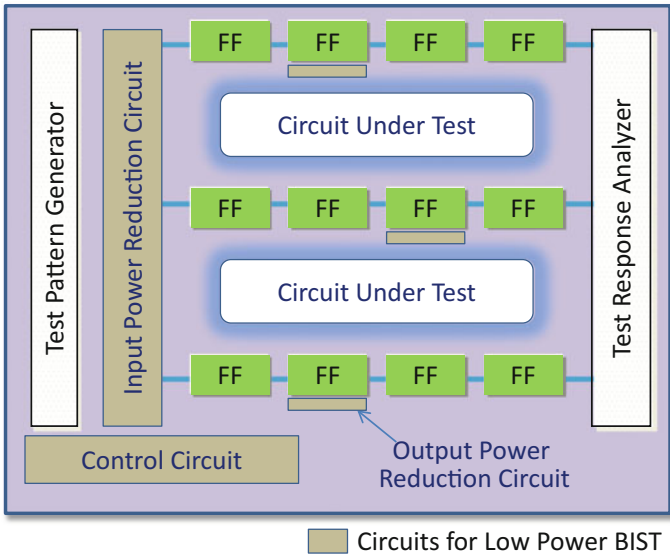 FF FF FF FF
Test Pattern Generator
Input Power Reduction Circuit
Circuit Under Test
FF FF FF FF
Circuit Under Test
FF FF FF FF
Test Response Analyzer
Control Circuit
Output Power
Reduction Circuit
Circuits for Low Power BIST